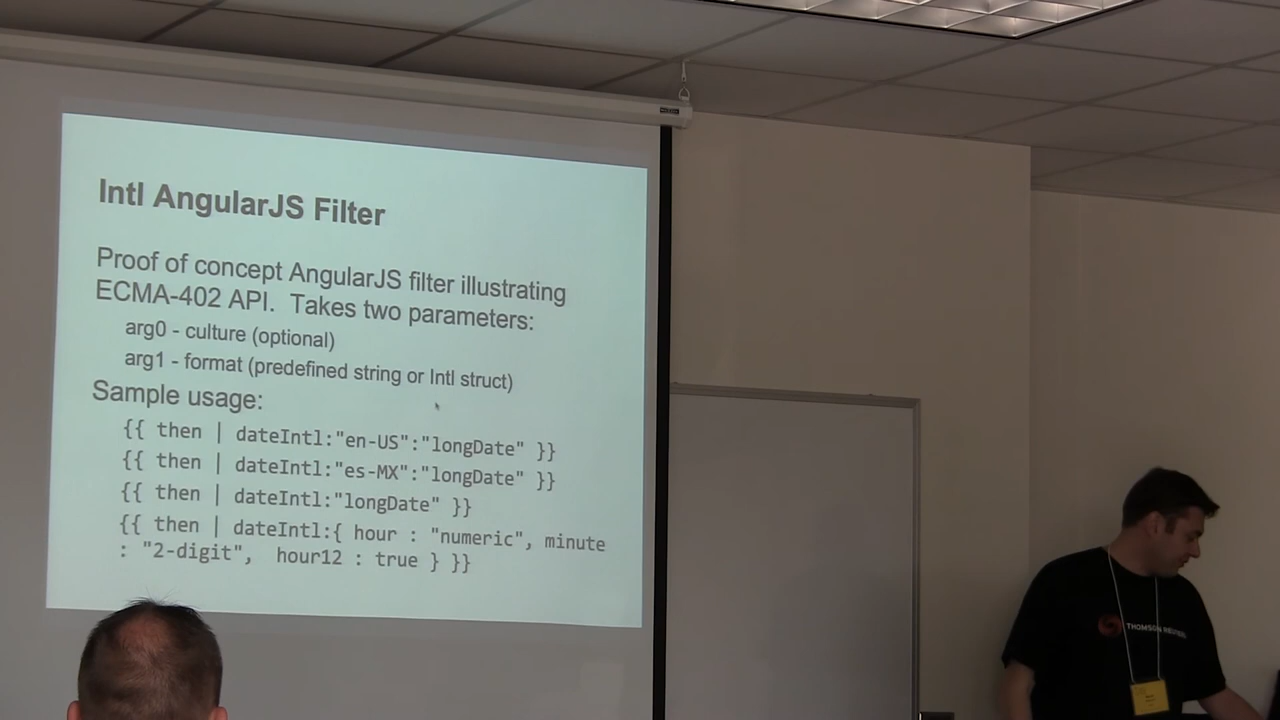 Intl AngularJS Filter
Proof of concept AngularJS filter illustrating
ECMA-402 API.  Takes two parameters:
arg0 - culture (optional)
arg1 - format (predefined string or Intl struct)
Sample usage:
{{ then | dateIntl:"en-US":"longDate" }}
{{ then | dateIntl:"es-MX":"longDate" }}
{{ then | dateIntl:"longDate" }}
{{ then | dateIntl:{ hour : "numeric", minute
: "2-digit",  hour12 : true } }}
THOMSON REUTERS